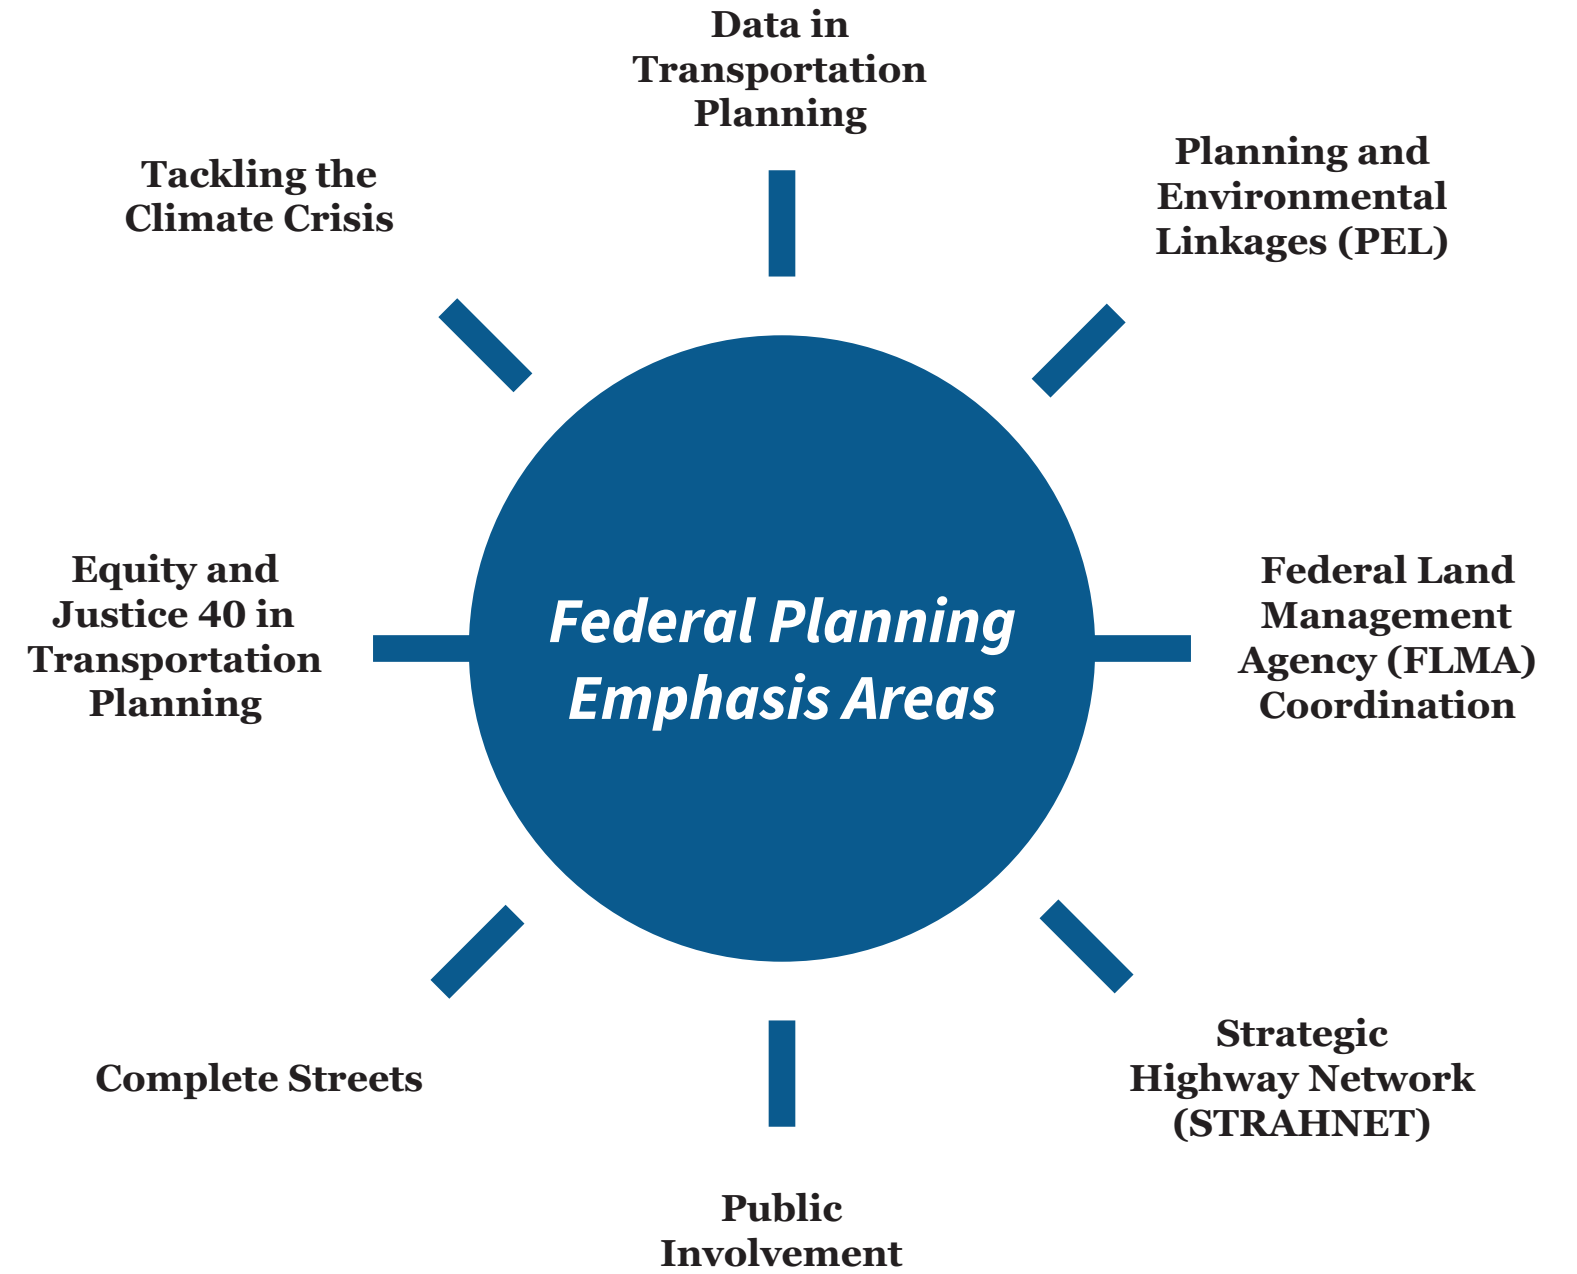 Data in
Transportation
Planning
Planning and
Environmental
Linkages (PEL)
Tackling the
Climate Crisis
Equity and
Justice 40 in
Transportation
Planning
Federal Planning
Emphasis Areas
Federal Land
Management
Agency (FLMA)
Coordination
Complete Streets
Strategic
Highway Network
(STRAHNET)
Public
Involvement